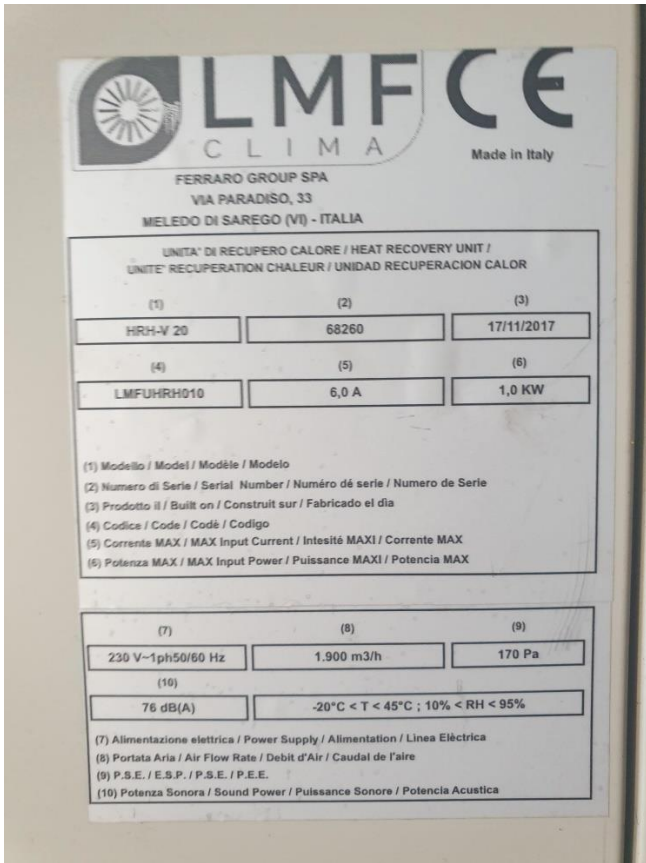 LMF CE
CLIMA
Made in Italy
FERRARO GROUP SPA
VIA PARADISO, 33
MELEDO DI SAREGO (VI) - ITALIA
UNITA' DI RECUPERO CALORE / HEAT RECOVERY UNIT /
UNITE' RECUPERATION CHALEUR / UNIDAD RECUPERACION CALOR
(1) (2) (3)
HRH-V 20 68260 17/11/2017
(4) (5) (6)
LMFUHRH010 6,0 A 1,0 KW
(1) Modello / Model / Modèle / Modelo
(2) Numero di Serie / Serial Number / Numéro dé serie / Numero de Serie
(3) Prodotto il / Built on / Construit sur / Fabricado el dìa
(4) Codice / Code / Codè / Codigo
(5) Corrente MAX / MAX Input Current / Intesité MAXI / Corrente MAX
(6) Potenza MAX / MAX Input Power / Puissance MAXI / Potencia MAX
(7) (8) (9)
230 V~1ph50/60 Hz 1.900 m3/h 170 Pa
(10)
76 dB(A) -20°C < T < 45°C ; 10% < RH < 95%
(7) Alimentazione elettrica / Power Supply / Alimentation / Linea Elèctrica
(8) Portata Aria / Air Flow Rate / Debit d'Air / Caudal de l'aire
(9) P.S.E. / E.S.P. / P.S.E. / P.E.E.
(10) Potenza Sonora / Sound Power / Puissance Sonore / Potencia Acustica